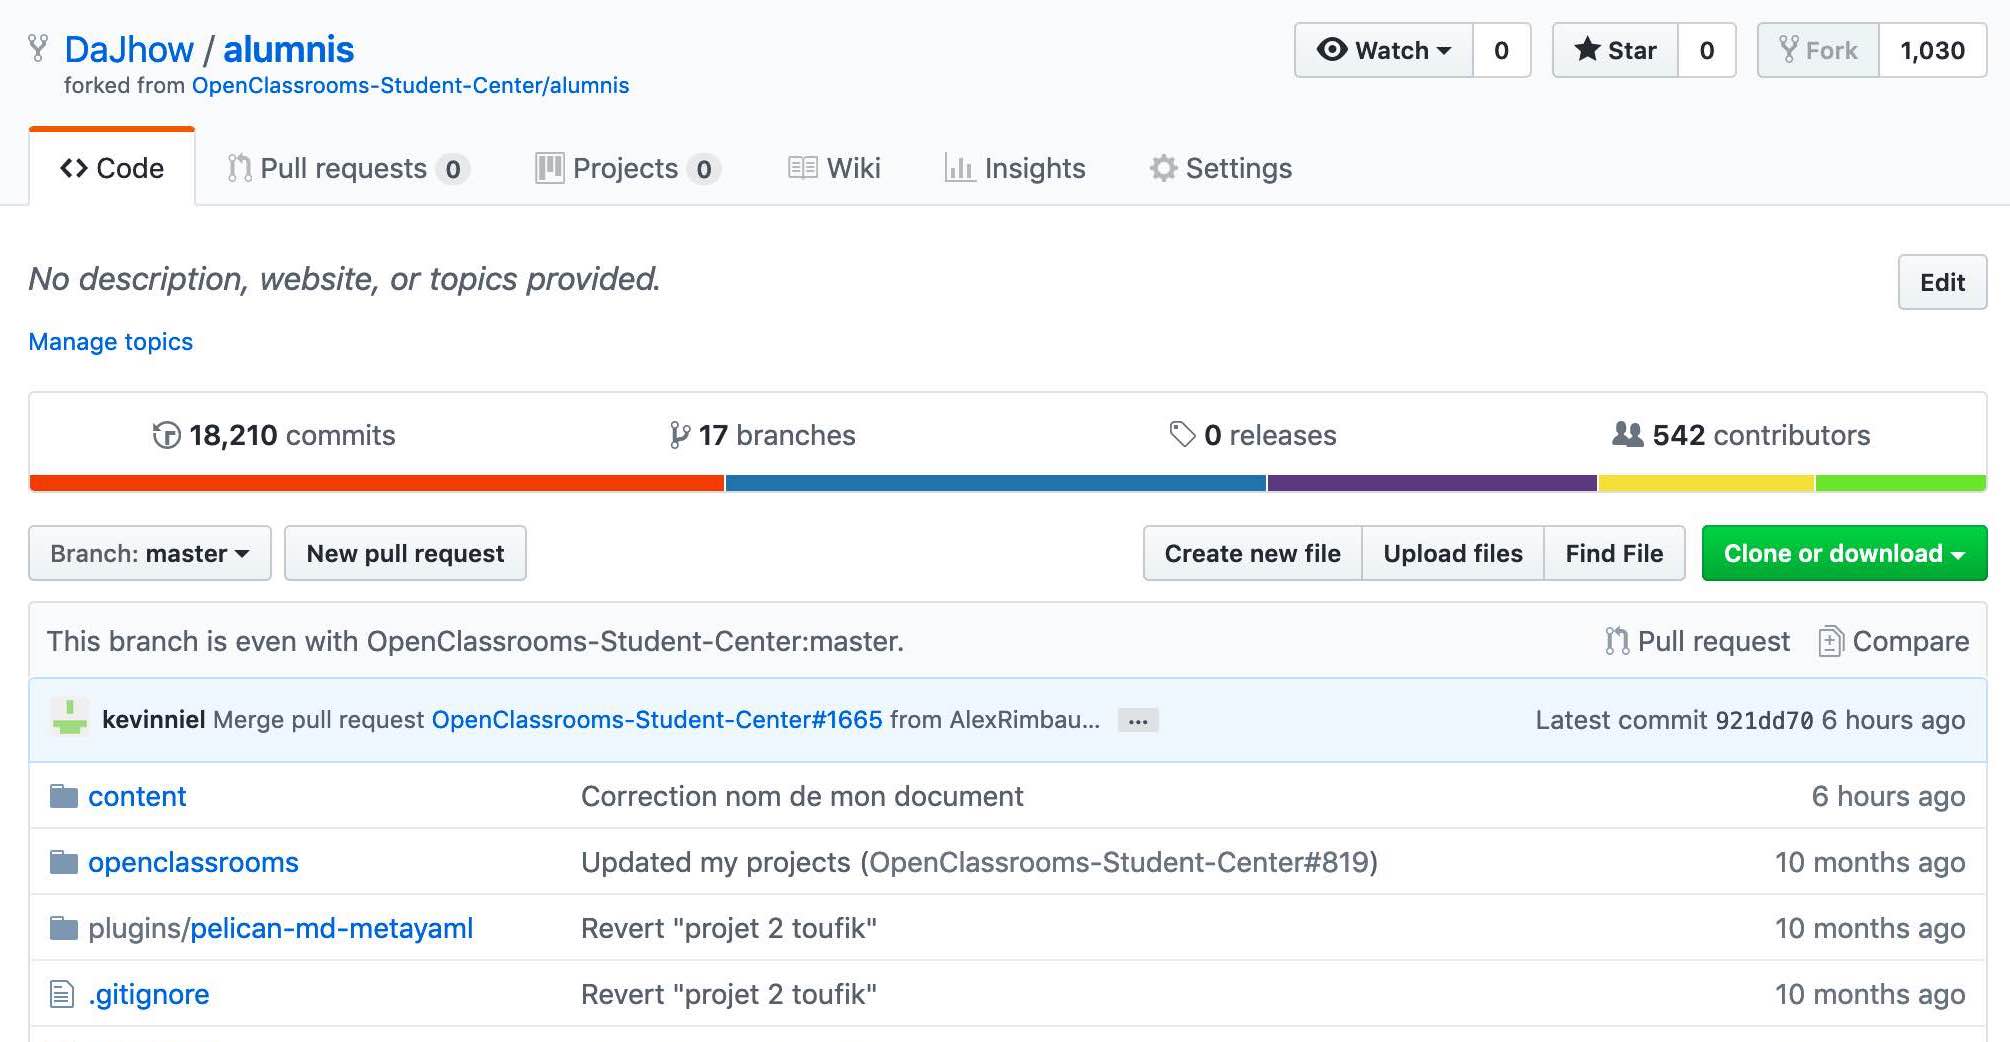 DaJhow / alumnis
forked from OpenClassrooms-Student-Center/alumnis
Watch 0 Star 0 Fork 1,030
Code Pull requests 0 Projects 0 Wiki Insights Settings
No description, website, or topics provided.
Edit
Manage topics
18,210 commits 17 branches 0 releases 542 contributors
Branch: master New pull request Create new file Upload files Find File Clone or download
This branch is even with OpenClassrooms-Student-Center:master. Pull request Compare
kevinniel Merge pull request OpenClassrooms-Student-Center#1665 from AlexRimbau... ... Latest commit 921dd70 6 hours ago
content Correction nom de mon document 6 hours ago
openclassrooms Updated my projects (OpenClassrooms-Student-Center#819) 10 months ago
plugins/pelican-md-metayaml Revert "projet 2 toufik" 10 months ago
.gitignore Revert "projet 2 toufik" 10 months ago